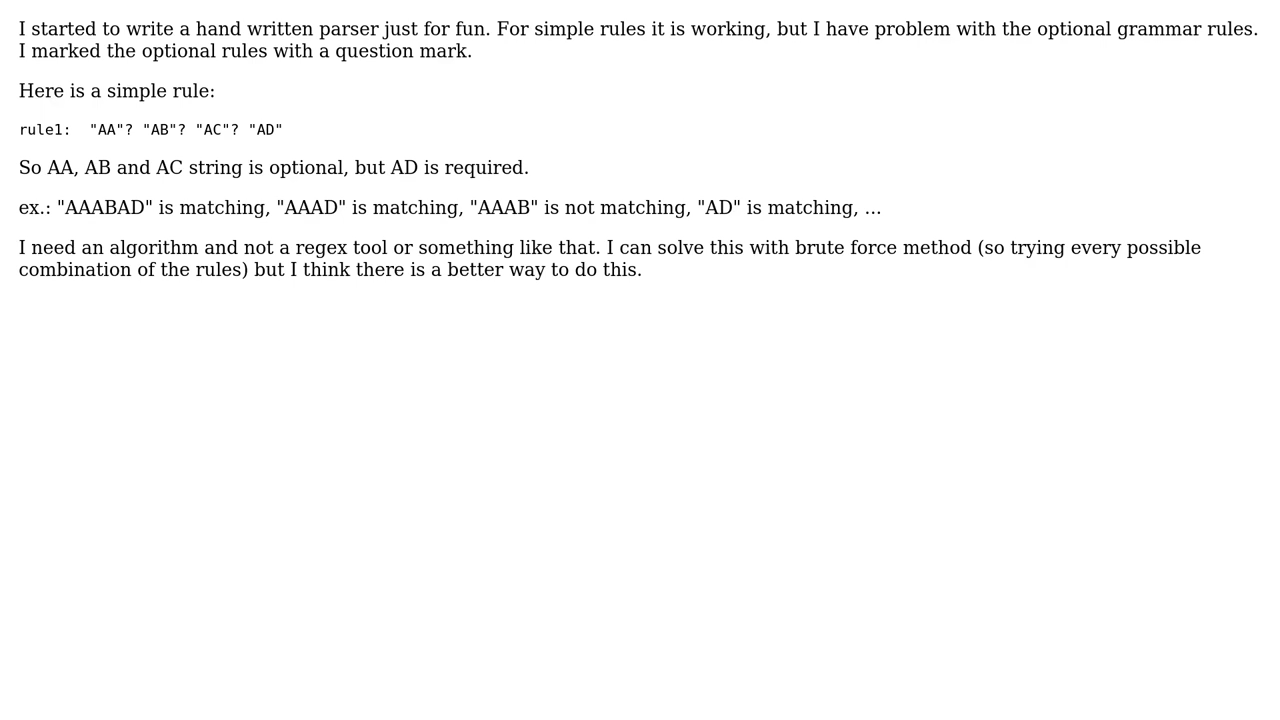 I started to write a hand written parser just for fun. For simple rules it is working, but I have problem with the optional grammar rules.
I marked the optional rules with a question mark.
Here is a simple rule:
rule1:  "AA"? "AB"? "AC"? "AD"
So AA, AB and AC string is optional, but AD is required.
ex.: "AAABAD" is matching, "AAAD" is matching, "AAAB" is not matching, "AD" is matching, ...
I need an algorithm and not a regex tool or something like that. I can solve this with brute force method (so trying every possible
combination of the rules) but I think there is a better way to do this.